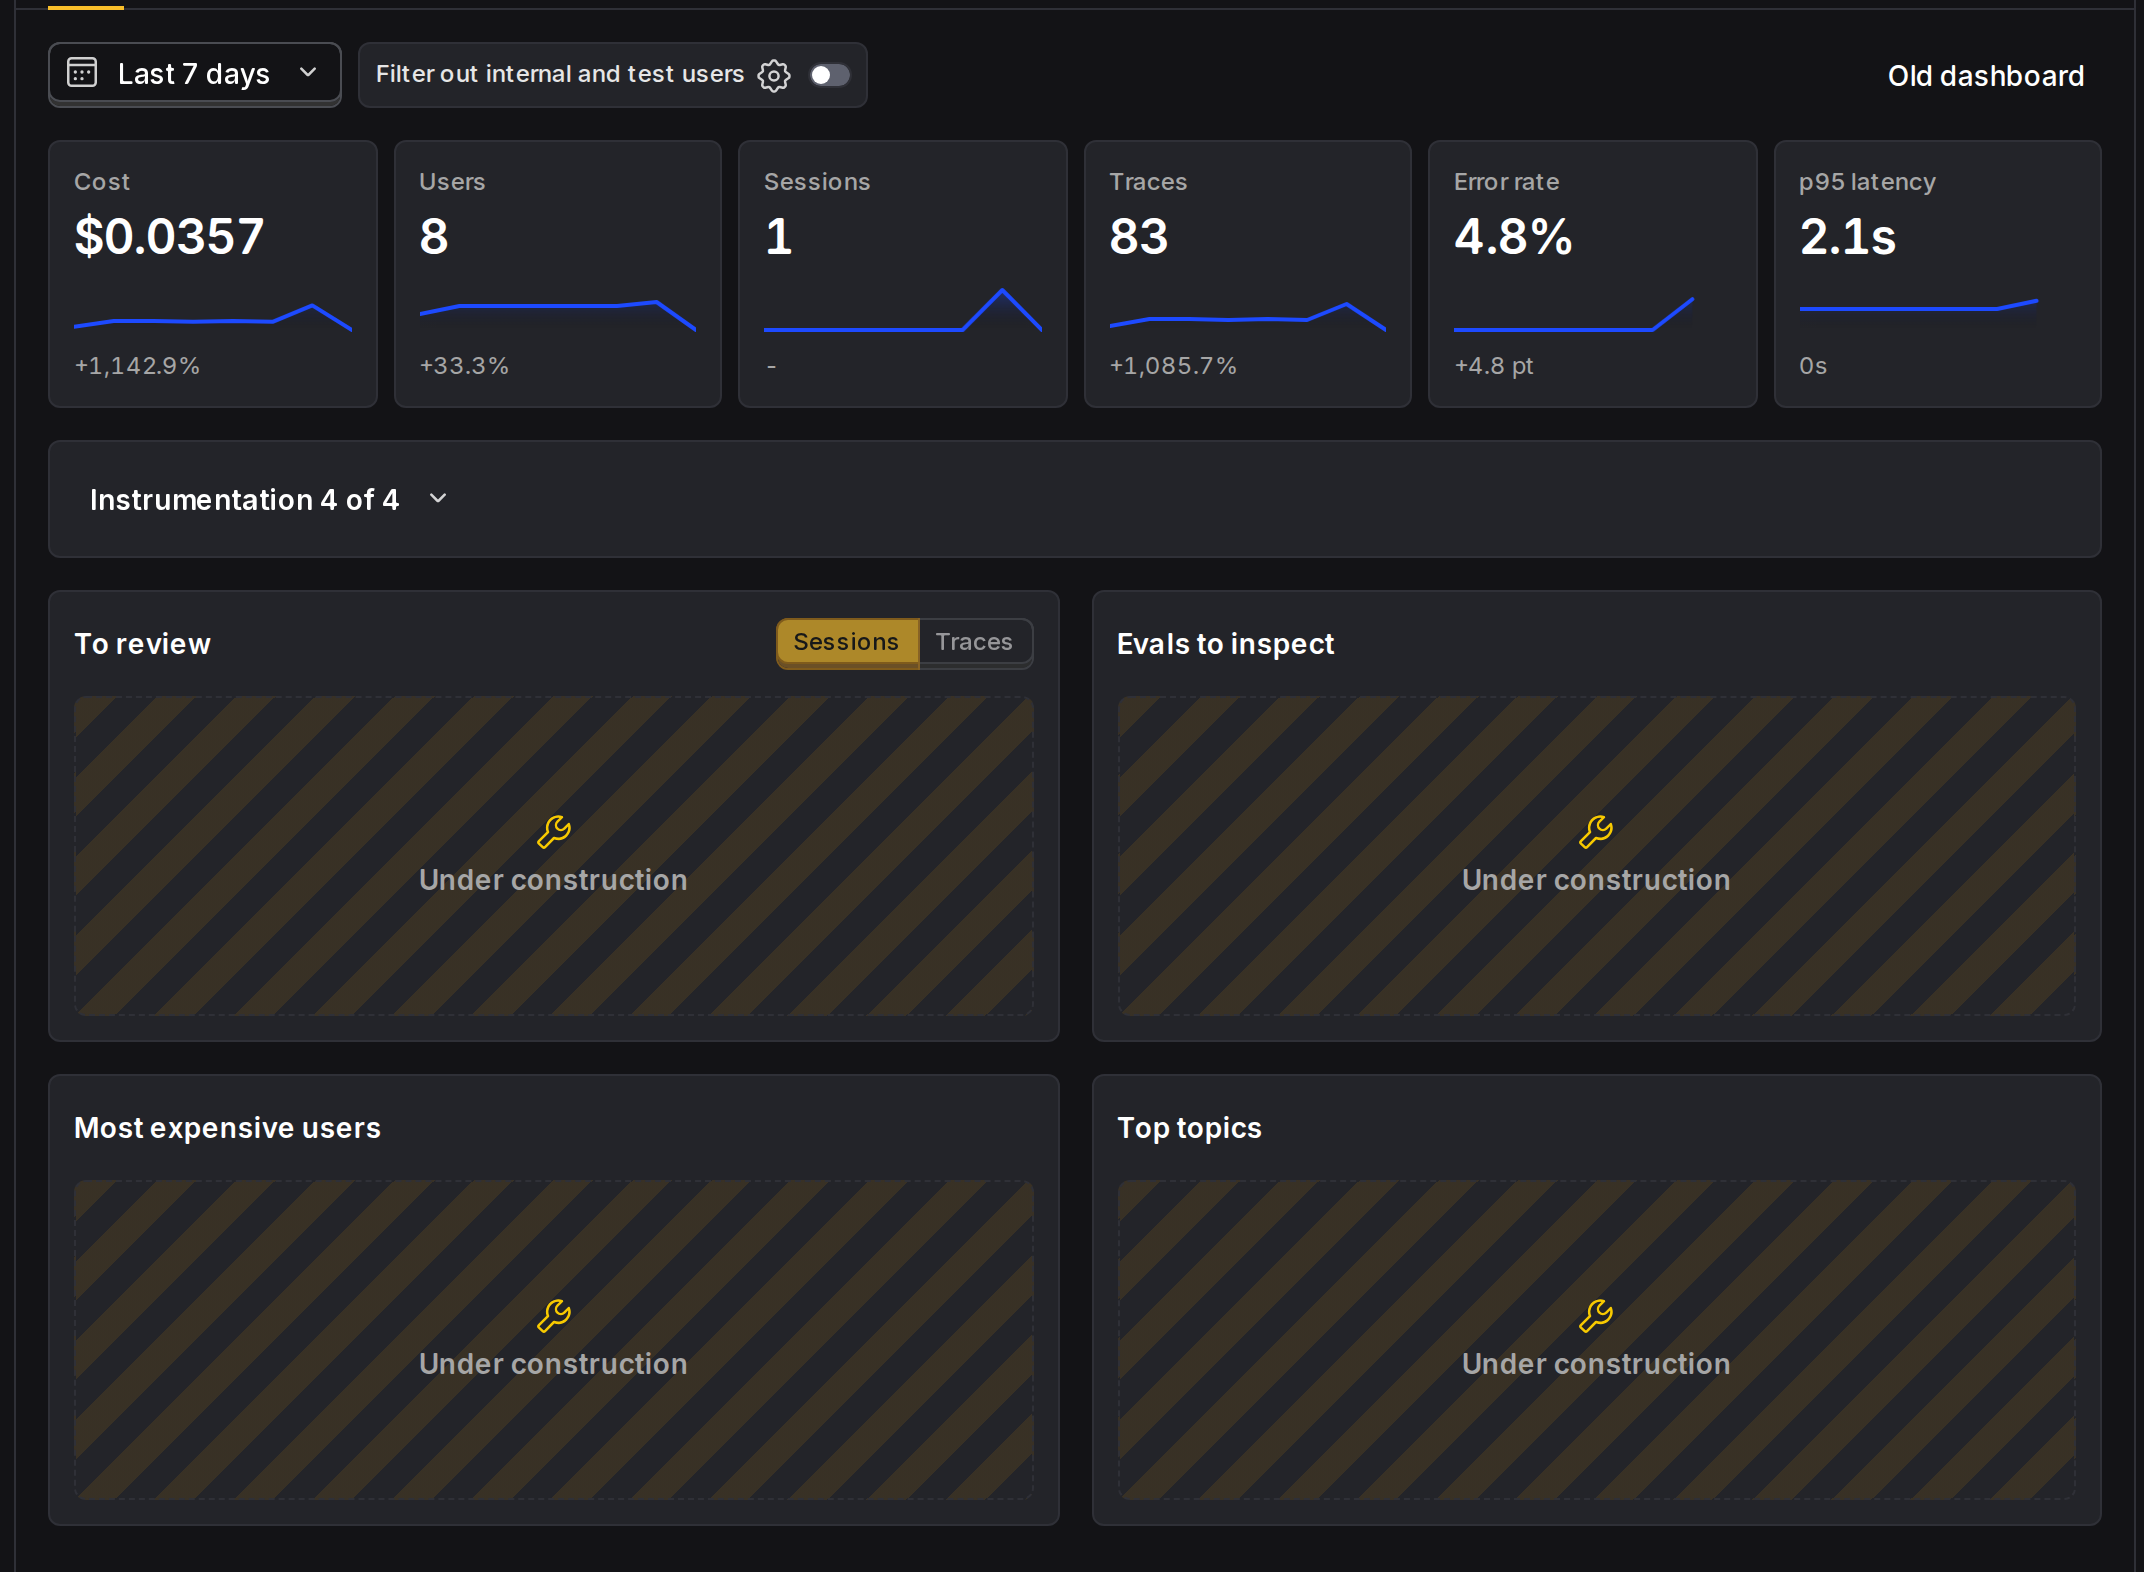 Last 7 days
Filter out internal and test users
Old dashboard
Cost
$0.0357
+1,142.9%
Users
8
+33.3%
Sessions
1
-
Traces
83
+1,085.7%
Error rate
4.8%
+4.8 pt
p95 latency
2.1s
0s
Instrumentation 4 of 4
To review
Sessions
Traces
Under construction
Evals to inspect
Under construction
Most expensive users
Under construction
Top topics
Under construction